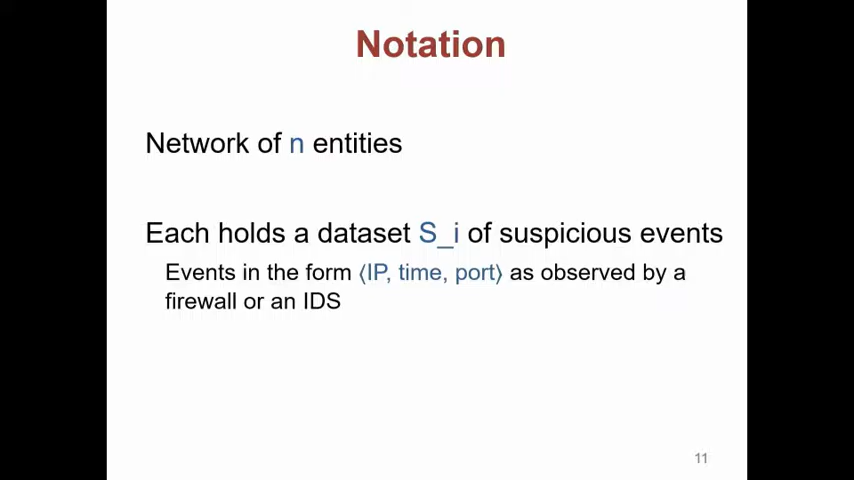 Notation
Network of n entities
Each holds a dataset S_i of suspicious events
Events in the form ⟨IP, time, port⟩ as observed by a
firewall or an IDS
11